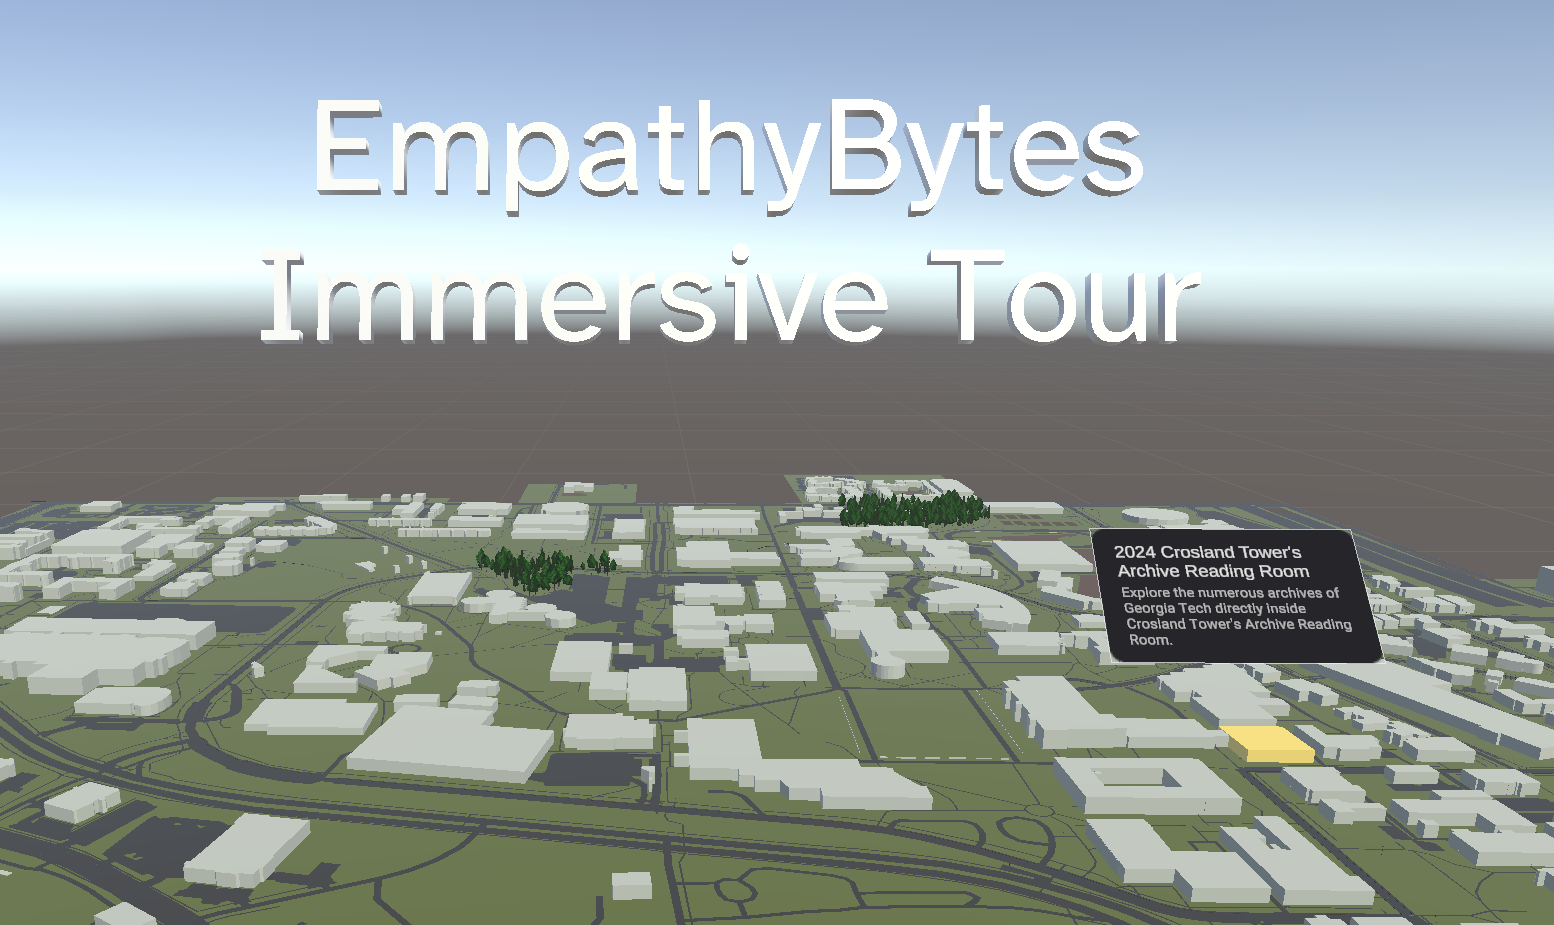 EmpathyBytes
Immersive Tour
2024 Crosland Tower's
Archive Reading Room
Explore the numerous archives of
Georgia Tech directly inside
Crosland Tower's Archive Reading
Room.